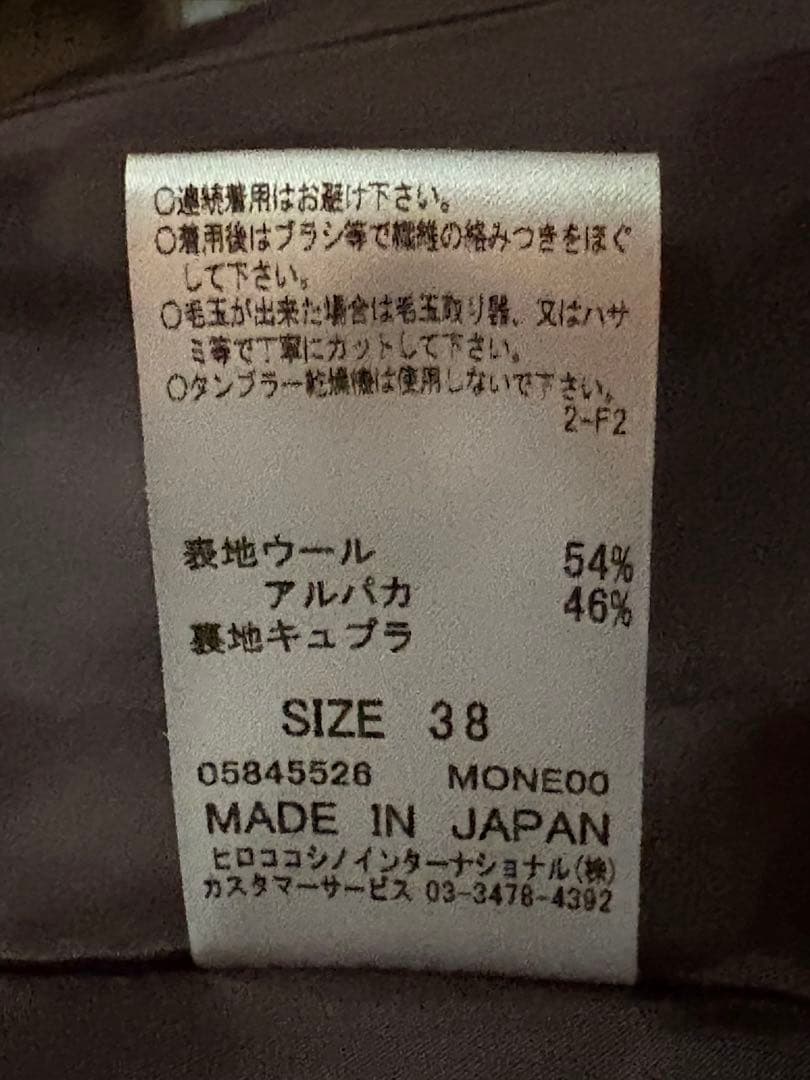 ○連続着用はお避け下さい。
○着用後はブラシ等で繊維の絡みつきをほぐ
して下さい。
○毛玉が出来た場合は毛玉取り器、又はハサ
ミ等で丁寧にカットして下さい。
○タンブラー乾燥機は使用しないで下さい。
2-F2
表地ウール 54%
アルパカ 46%
裏地キュプラ
SIZE 38
05845526 MONE00
MADE IN JAPAN
ヒロココシノインターナショナル(株)
カスタマーサービス 03-3478-4392